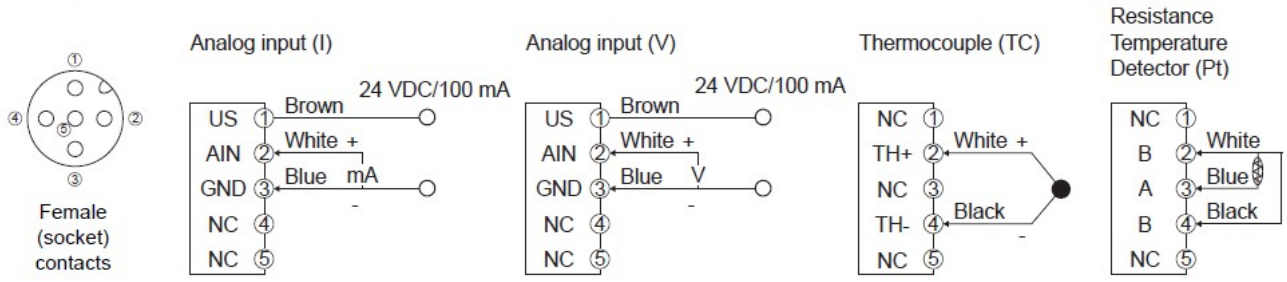 ①
④ ⑤ ②
③
Female
(socket)
contacts
Analog input (I)
24 VDC/100 mA
US ① Brown
AIN ② White +
GND ③ Blue mA
-
NC ④
NC ⑤
Analog input (V)
24 VDC/100 mA
US ① Brown
AIN ② White +
GND ③ Blue V
-
NC ④
NC ⑤
Thermocouple (TC)
NC ①
TH+ ② White +
NC ③
TH- ④ Black
-
NC ⑤
Resistance
Temperature
Detector (Pt)
NC ①
B ② White
A ③ Blue
B ④ Black
NC ⑤